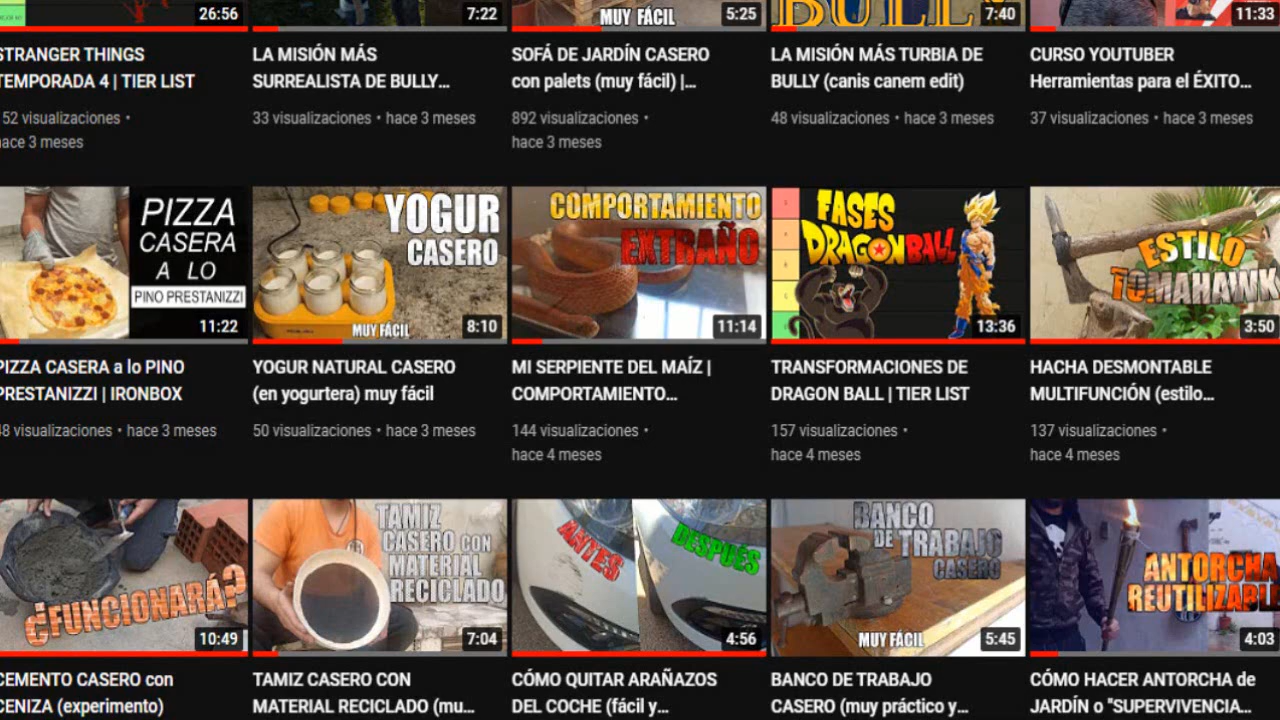 26:56
7:22
MUY FÁCIL
5:25
BULL
7:40
11:33
STRANGER THINGS
TEMPORADA 4 | TIER LIST
52 visualizaciones •
hace 3 meses
LA MISIÓN MÁS
SURREALISTA DE BULLY...
33 visualizaciones • hace 3 meses
SOFÁ DE JARDÍN CASERO
con palets (muy fácil) |...
892 visualizaciones •
hace 3 meses
LA MISIÓN MÁS TURBIA DE
BULLY (canis canem edit)
48 visualizaciones • hace 3 meses
CURSO YOUTUBER
Herramientas para el ÉXITO...
37 visualizaciones • hace 3 meses
PIZZA
CASERA
A LO
PINO PRESTANIZZI
11:22
YOGUR
CASERO
MUY FÁCIL
8:10
COMPORTAMIENTO
EXTRAÑO
11:14
FASES
DRAGON BALL
13:36
ESTILO
TOMAHAWK
3:50
PIZZA CASERA a lo PINO
PRESTANIZZI | IRONBOX
48 visualizaciones • hace 3 meses
YOGUR NATURAL CASERO
(en yogurtera) muy fácil
50 visualizaciones • hace 3 meses
MI SERPIENTE DEL MAÍZ |
COMPORTAMIENTO...
144 visualizaciones •
hace 4 meses
TRANSFORMACIONES DE
DRAGON BALL | TIER LIST
157 visualizaciones •
hace 4 meses
HACHA DESMONTABLE
MULTIFUNCIÓN (estilo...
137 visualizaciones •
hace 4 meses
¿FUNCIONARÁ?
10:49
TAMIZ
CASERO CON
MATERIAL
RECICLADO
7:04
ANTES
DESPUÉS
4:56
BANCO
DE TRABAJO
CASERO
MUY FÁCIL
5:45
ANTORCHA
REUTILIZABL
4:03
CEMENTO CASERO con
CENIZA (experimento)
TAMIZ CASERO CON
MATERIAL RECICLADO (mu...
CÓMO QUITAR ARAÑAZOS
DEL COCHE (fácil y...
BANCO DE TRABAJO
CASERO (muy práctico y...
CÓMO HACER ANTORCHA de
JARDÍN o "SUPERVIVENCIA...